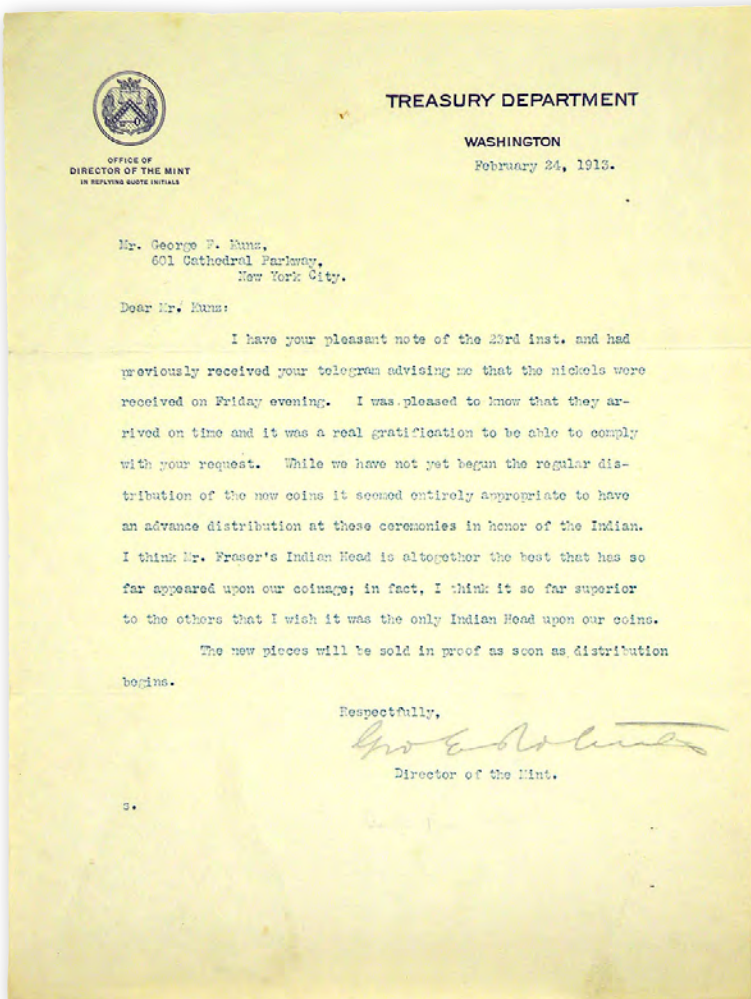 TREASURY DEPARTMENT
WASHINGTON
February 24, 1913.
OFFICE OF
DIRECTOR OF THE MINT
IN REPLYING QUOTE INITIALS
Mr. George F. Kunz,
601 Cathedral Parkway,
New York City.
Dear Mr. Kunz:
I have your pleasant note of the 23rd inst. and had
previously received your telegram advising me that the nickels were
received on Friday evening. I was pleased to know that they ar-
rived on time and it was a real gratification to be able to comply
with your request. While we have not yet begun the regular dis-
tribution of the new coins it seemed entirely appropriate to have
an advance distribution at these ceremonies in honor of the Indian.
I think Mr. Fraser's Indian Head is altogether the best that has so
far appeared upon our coinage; in fact, I think it so far superior
to the others that I wish it was the only Indian Head upon our coins.
The new pieces will be sold in proof as soon as distribution
begins.
Respectfully,
Geo E Roberts
Director of the Mint.
s.